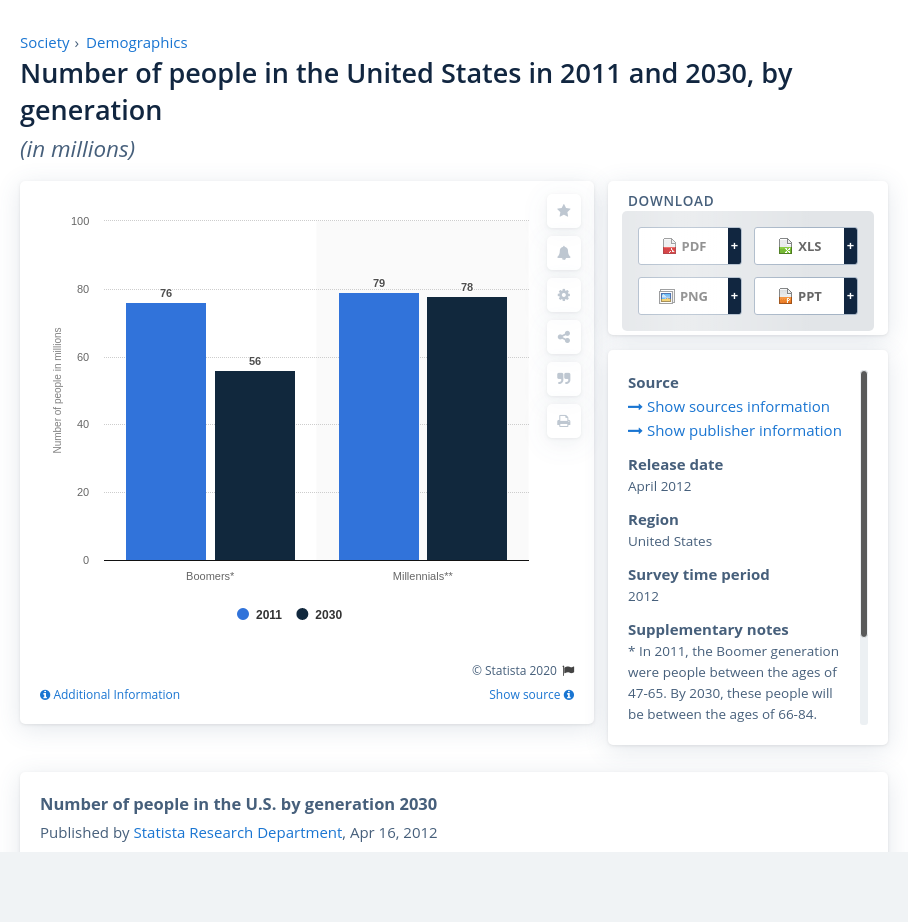 Society › Demographics
Number of people in the United States in 2011 and 2030, by
generation
(in millions)
100
80
60
40
20
0
Number of people in millions
76
56
79
78
Boomers*
Millennials**
2011 2030
© Statista 2020
Additional Information
Show source
DOWNLOAD
PDF +
XLS +
PNG +
PPT +
Source
Show sources information
Show publisher information
Release date
April 2012
Region
United States
Survey time period
2012
Supplementary notes
* In 2011, the Boomer generation
were people between the ages of
47-65. By 2030, these people will
be between the ages of 66-84.
Number of people in the U.S. by generation 2030
Published by Statista Research Department, Apr 16, 2012